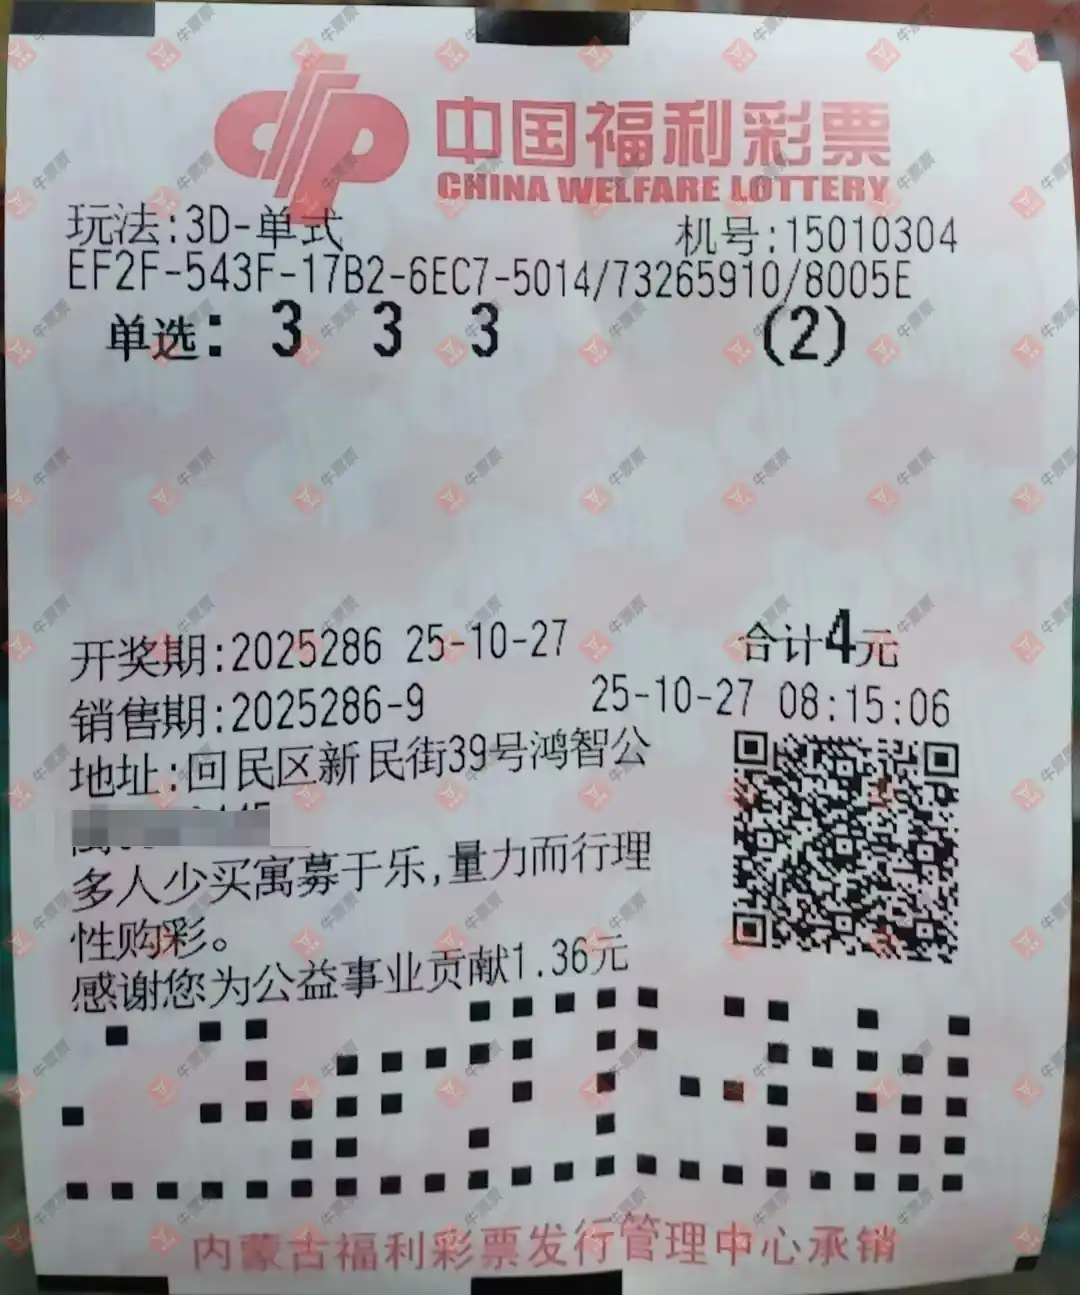 中国福利彩票
CHINA WELFARE LOTTERY
玩法:3D-单式 机号:15010304
EF2F-543F-17B2-6EC7-5014/73265910/8005E
单选: 3 3 3 (2)
开奖期:2025286 25-10-27 合计4元
销售期:2025286-9 25-10-27 08:15:06
地址:回民区新民街39号鸿智公
多人少买寓募于乐,量力而行理
性购彩。
感谢您为公益事业贡献1.36元
内蒙古福利彩票发行管理中心承销
牛票票